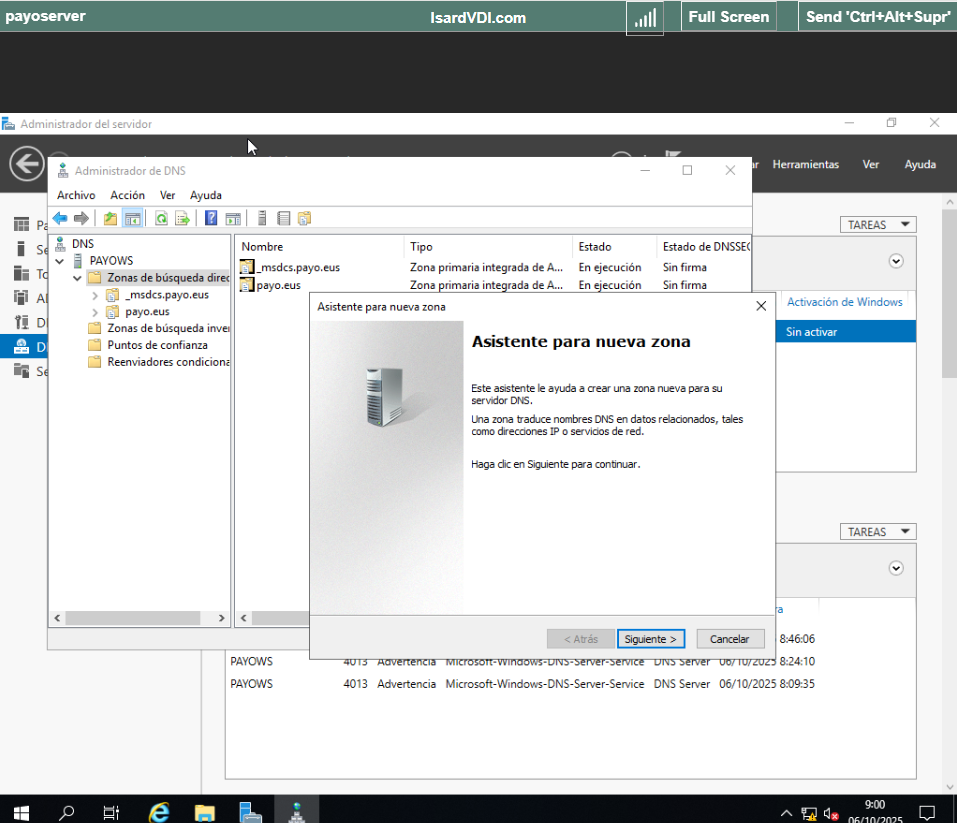 payoserver
IsardVDI.com
Full Screen
Send 'Ctrl+Alt+Supr'
Administrador del servidor
Herramientas
Ver
Ayuda
Administrador de DNS
Archivo Acción Ver Ayuda
DNS
PAYOWS
Zonas de búsqueda direc
_msdcs.payo.eus
payo.eus
Zonas de búsqueda inver
Puntos de confianza
Reenviadores condiciona
Nombre Tipo Estado Estado de DNSSEC
_msdcs.payo.eus Zona primaria integrada de A... En ejecución Sin firma
payo.eus Zona primaria integrada de A... En ejecución Sin firma
TAREAS
Activación de Windows
Sin activar
Asistente para nueva zona
Asistente para nueva zona
Este asistente le ayuda a crear una zona nueva para su
servidor DNS.
Una zona traduce nombres DNS en datos relacionados, tales
como direcciones IP o servicios de red.
Haga clic en Siguiente para continuar.
< Atrás
Siguiente >
Cancelar
TAREAS
8:46:06
PAYOWS 4013 Advertencia Microsoft-Windows-DNS-Server-Service DNS Server 06/10/2025 8:24:10
PAYOWS 4013 Advertencia Microsoft-Windows-DNS-Server-Service DNS Server 06/10/2025 8:09:35
9:00
06/10/2025